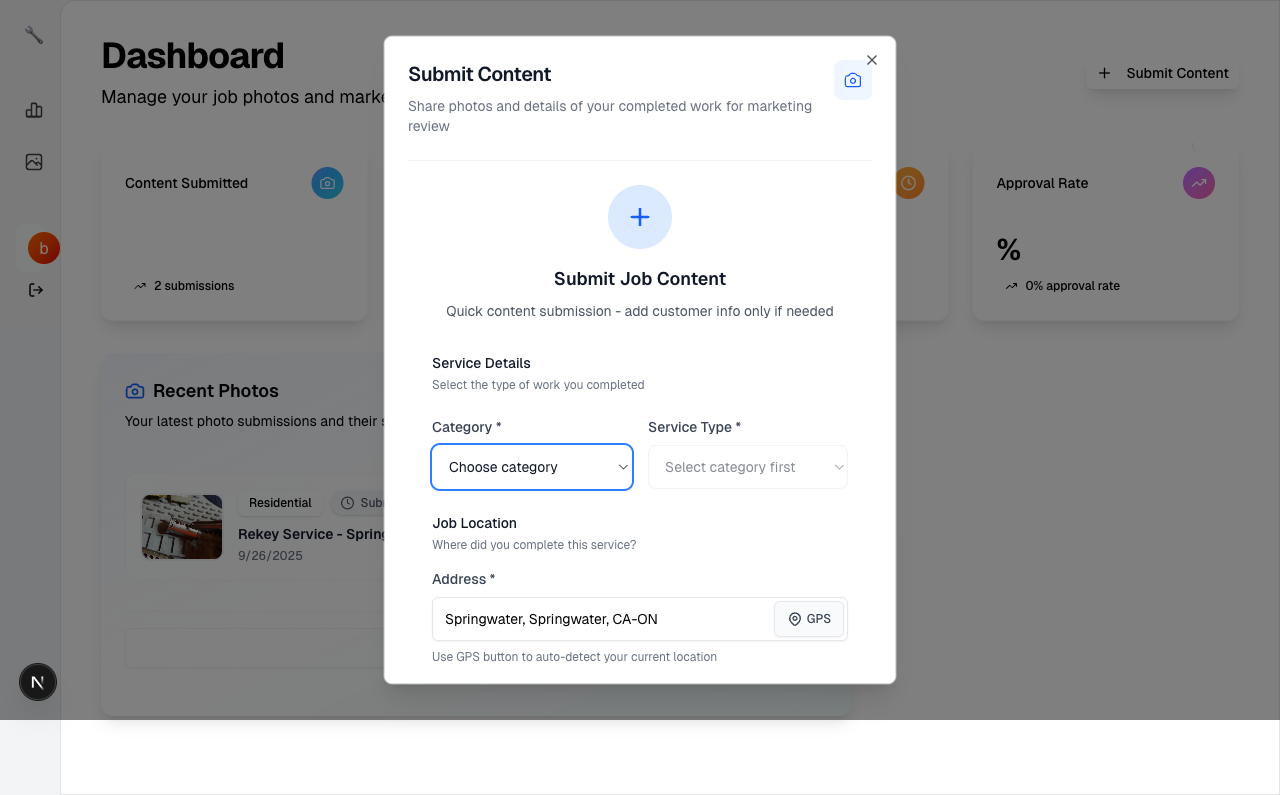 Dashboard
Manage your job photos and marke
Submit Content
Content Submitted
2 submissions
Approval Rate
%
0% approval rate
b
Recent Photos
Your latest photo submissions and their s
Residential
Rekey Service - Spring
9/26/2025
N
Submit Content
Share photos and details of your completed work for marketing
review
Submit Job Content
Quick content submission - add customer info only if needed
Service Details
Select the type of work you completed
Category *
Service Type *
Choose category
Select category first
Job Location
Where did you complete this service?
Address *
Springwater, Springwater, CA-ON
GPS
Use GPS button to auto-detect your current location